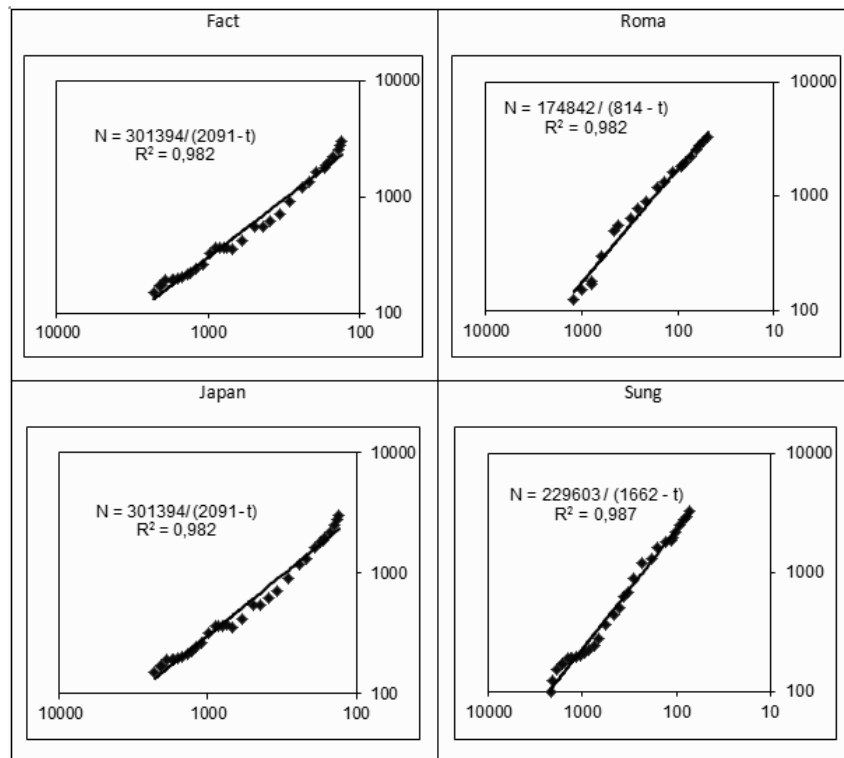 Fact
N = 301394/(2091-t)
R² = 0,982
10000
1000
100
10000
1000
100
Roma
N = 174842/ (814 - t)
R² = 0,982
10000
1000
100
10000
1000
100
10
Japan
N = 301394/(2091-t)
R² = 0,982
10000
1000
100
10000
1000
100
Sung
N = 229603/ (1662 - t)
R² = 0,987
10000
1000
100
10000
1000
100
10